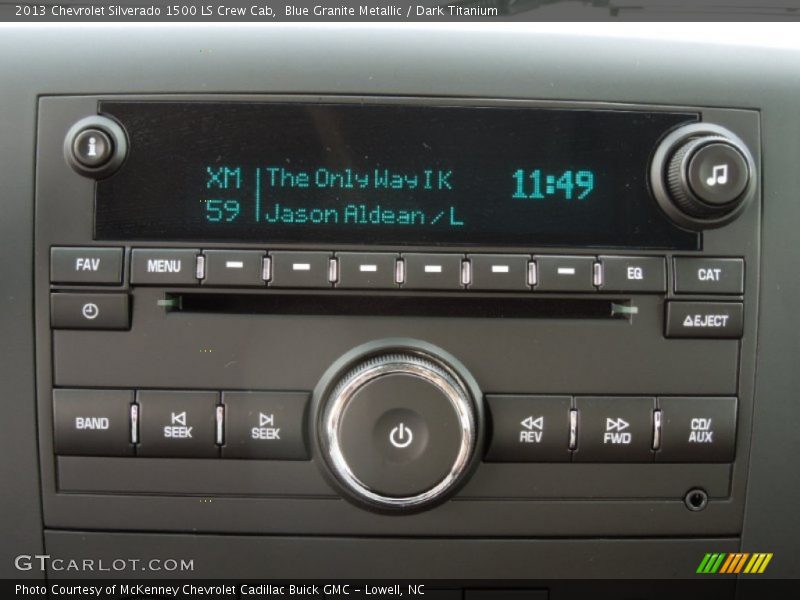 2013 Chevrolet Silverado 1500 LS Crew Cab, Blue Granite Metallic / Dark Titanium
i
XM The Only Way I K 11:49
59 Jason Aldean / L
FAV MENU EQ CAT
EJECT
BAND SEEK SEEK REV FWD CD/
AUX
GTCARLOT.COM
Photo Courtesy of McKenney Chevrolet Cadillac Buick GMC - Lowell, NC